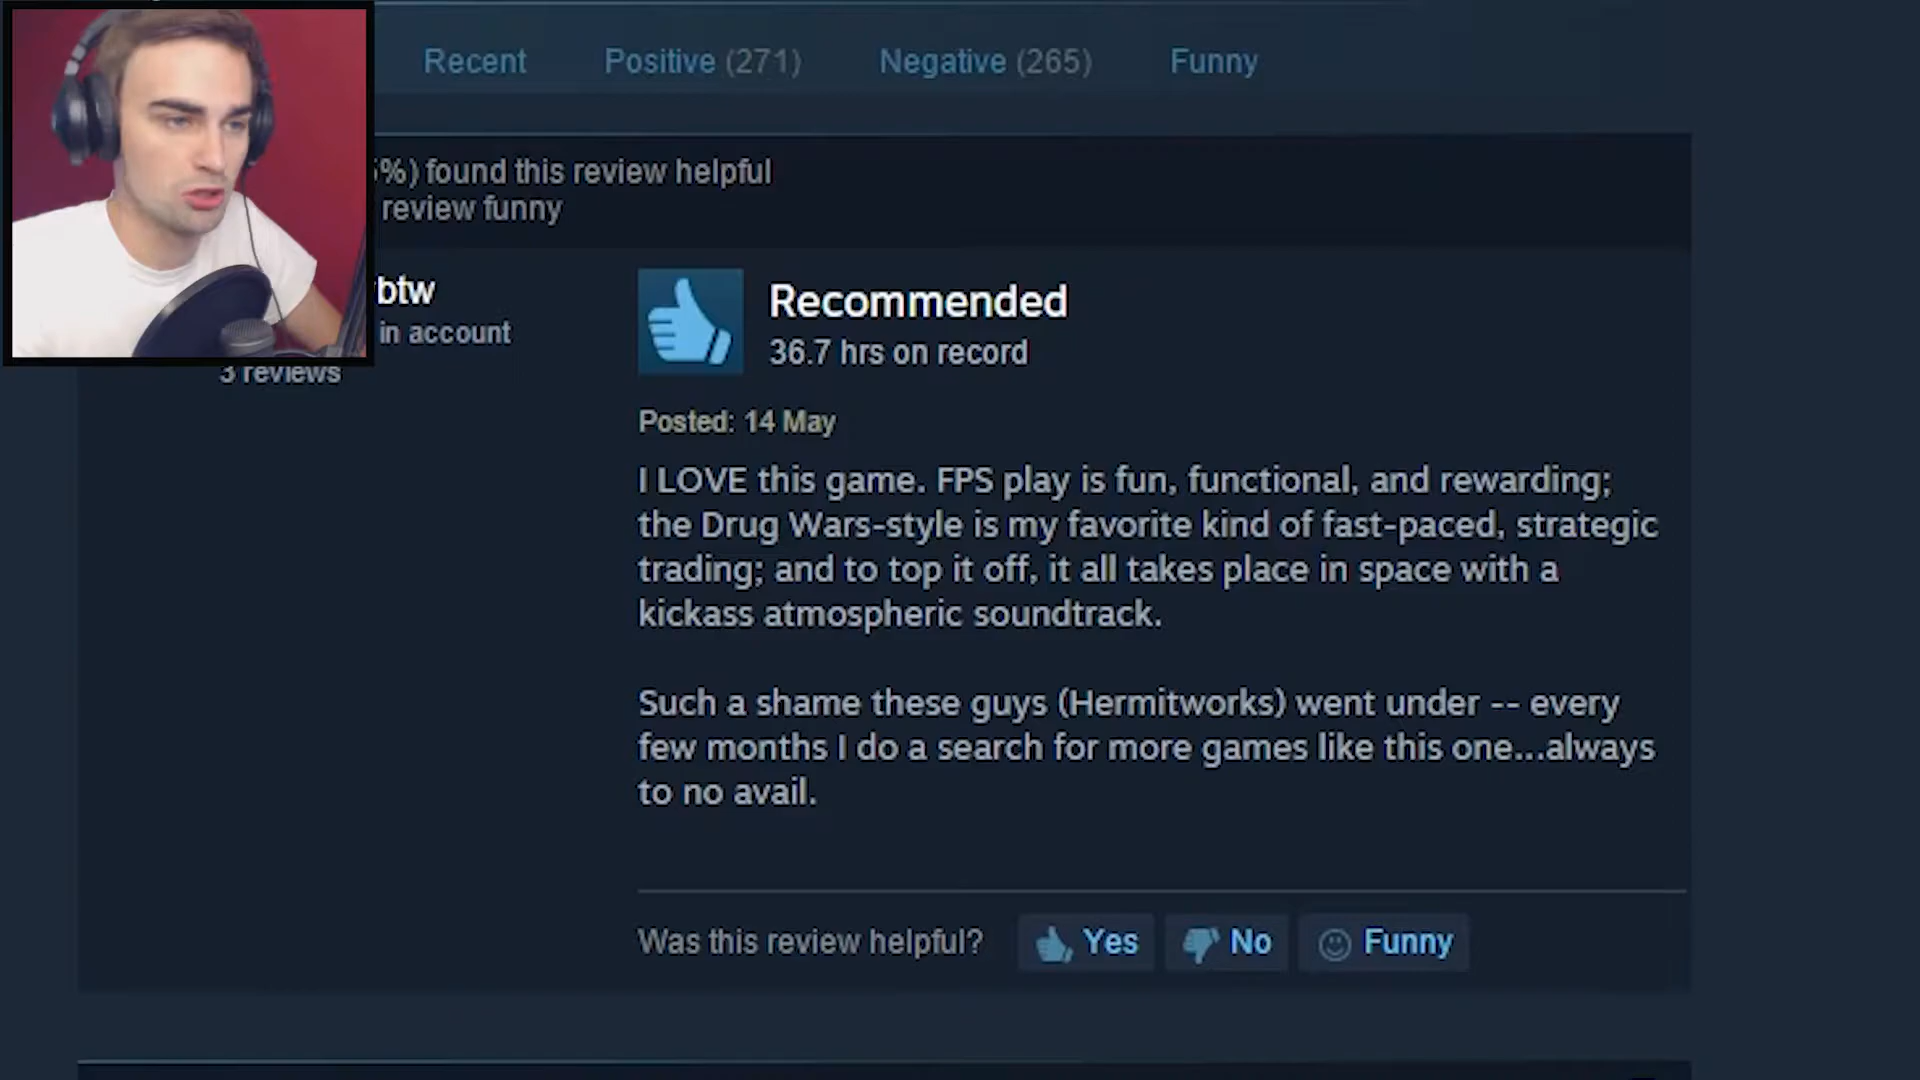 Recent Positive (271) Negative (265) Funny
%) found this review helpful
review funny
btw
in account
3 reviews
Recommended
36.7 hrs on record
Posted: 14 May
I LOVE this game. FPS play is fun, functional, and rewarding;
the Drug Wars-style is my favorite kind of fast-paced, strategic
trading; and to top it off, it all takes place in space with a
kickass atmospheric soundtrack.
Such a shame these guys (Hermitworks) went under -- every
few months I do a search for more games like this one...always
to no avail.
Was this review helpful? Yes No Funny